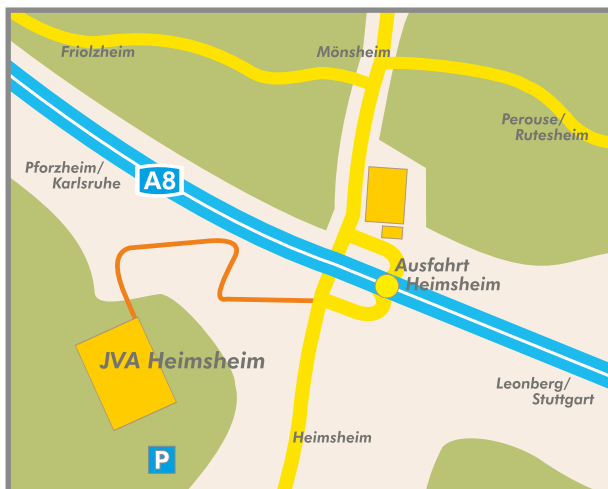 Friolzheim
Mönsheim
Perouse/
Rutesheim
Pforzheim/
Karlsruhe
A8
Ausfahrt
Heimsheim
JVA Heimsheim
Leonberg/
Stuttgart
Heimsheim
P